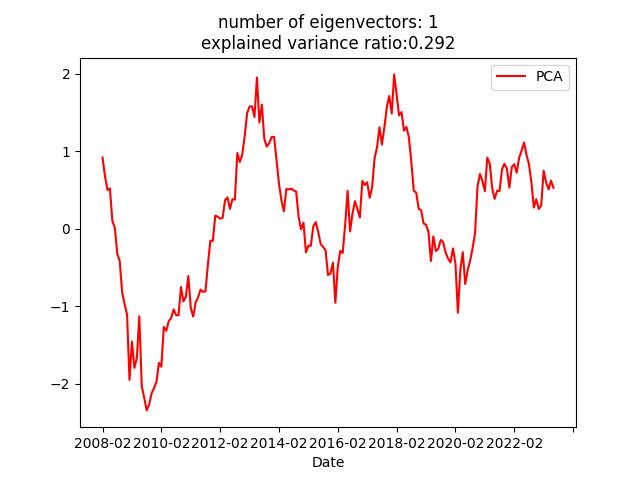 number of eigenvectors: 1
explained variance ratio:0.292
PCA
2
1
0
−1
−2
2008-02 2010-02 2012-02 2014-02 2016-02 2018-02 2020-02 2022-02
Date